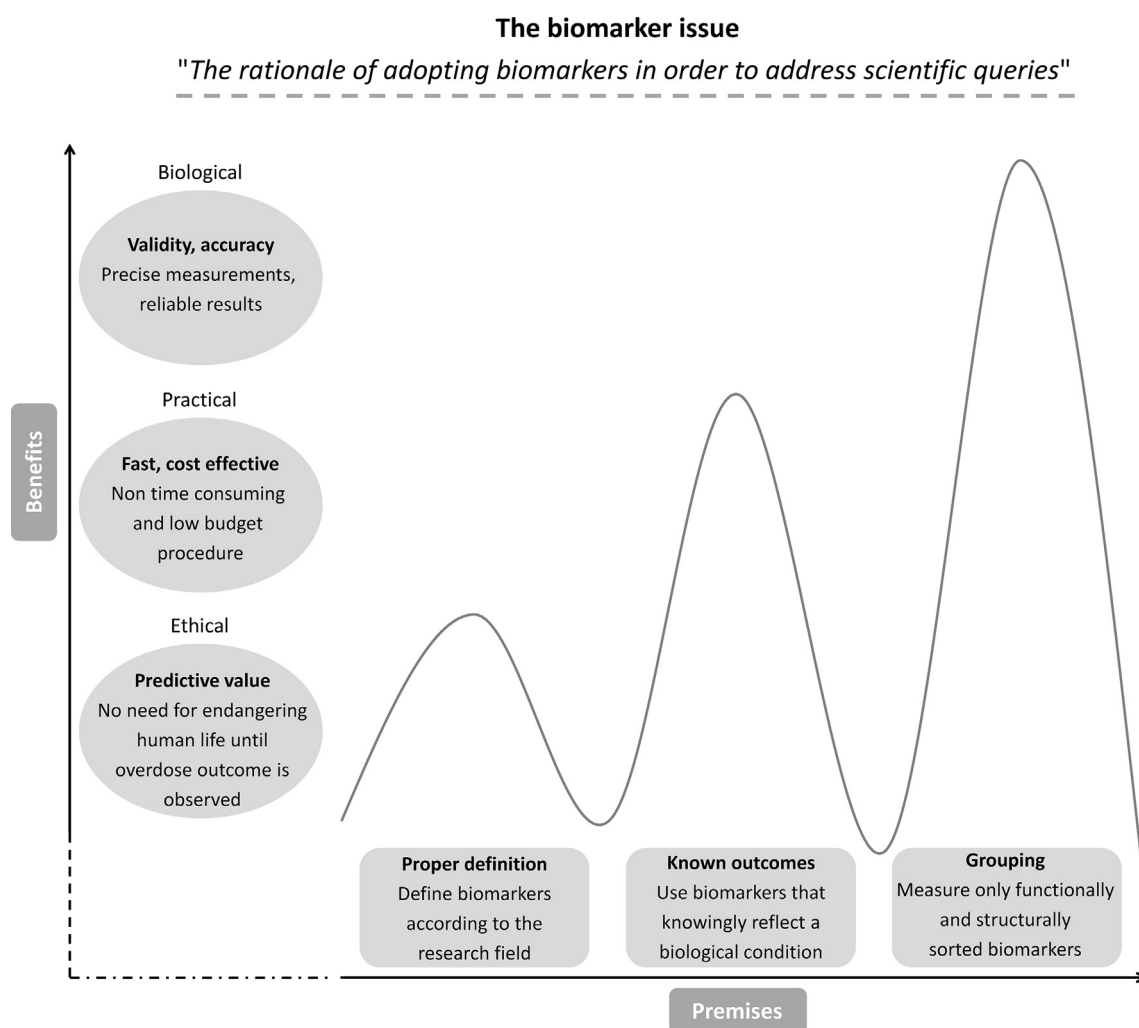 The biomarker issue
"The rationale of adopting biomarkers in order to address scientific queries"
Biological
Validity, accuracy
Precise measurements,
reliable results
Practical
Fast, cost effective
Non time consuming
and low budget
procedure
Ethical
Predictive value
No need for endangering
human life until
overdose outcome is
observed
Benefits
Proper definition
Define biomarkers
according to the
research field
Known outcomes
Use biomarkers that
knowingly reflect a
biological condition
Grouping
Measure only functionally
and structurally
sorted biomarkers
Premises